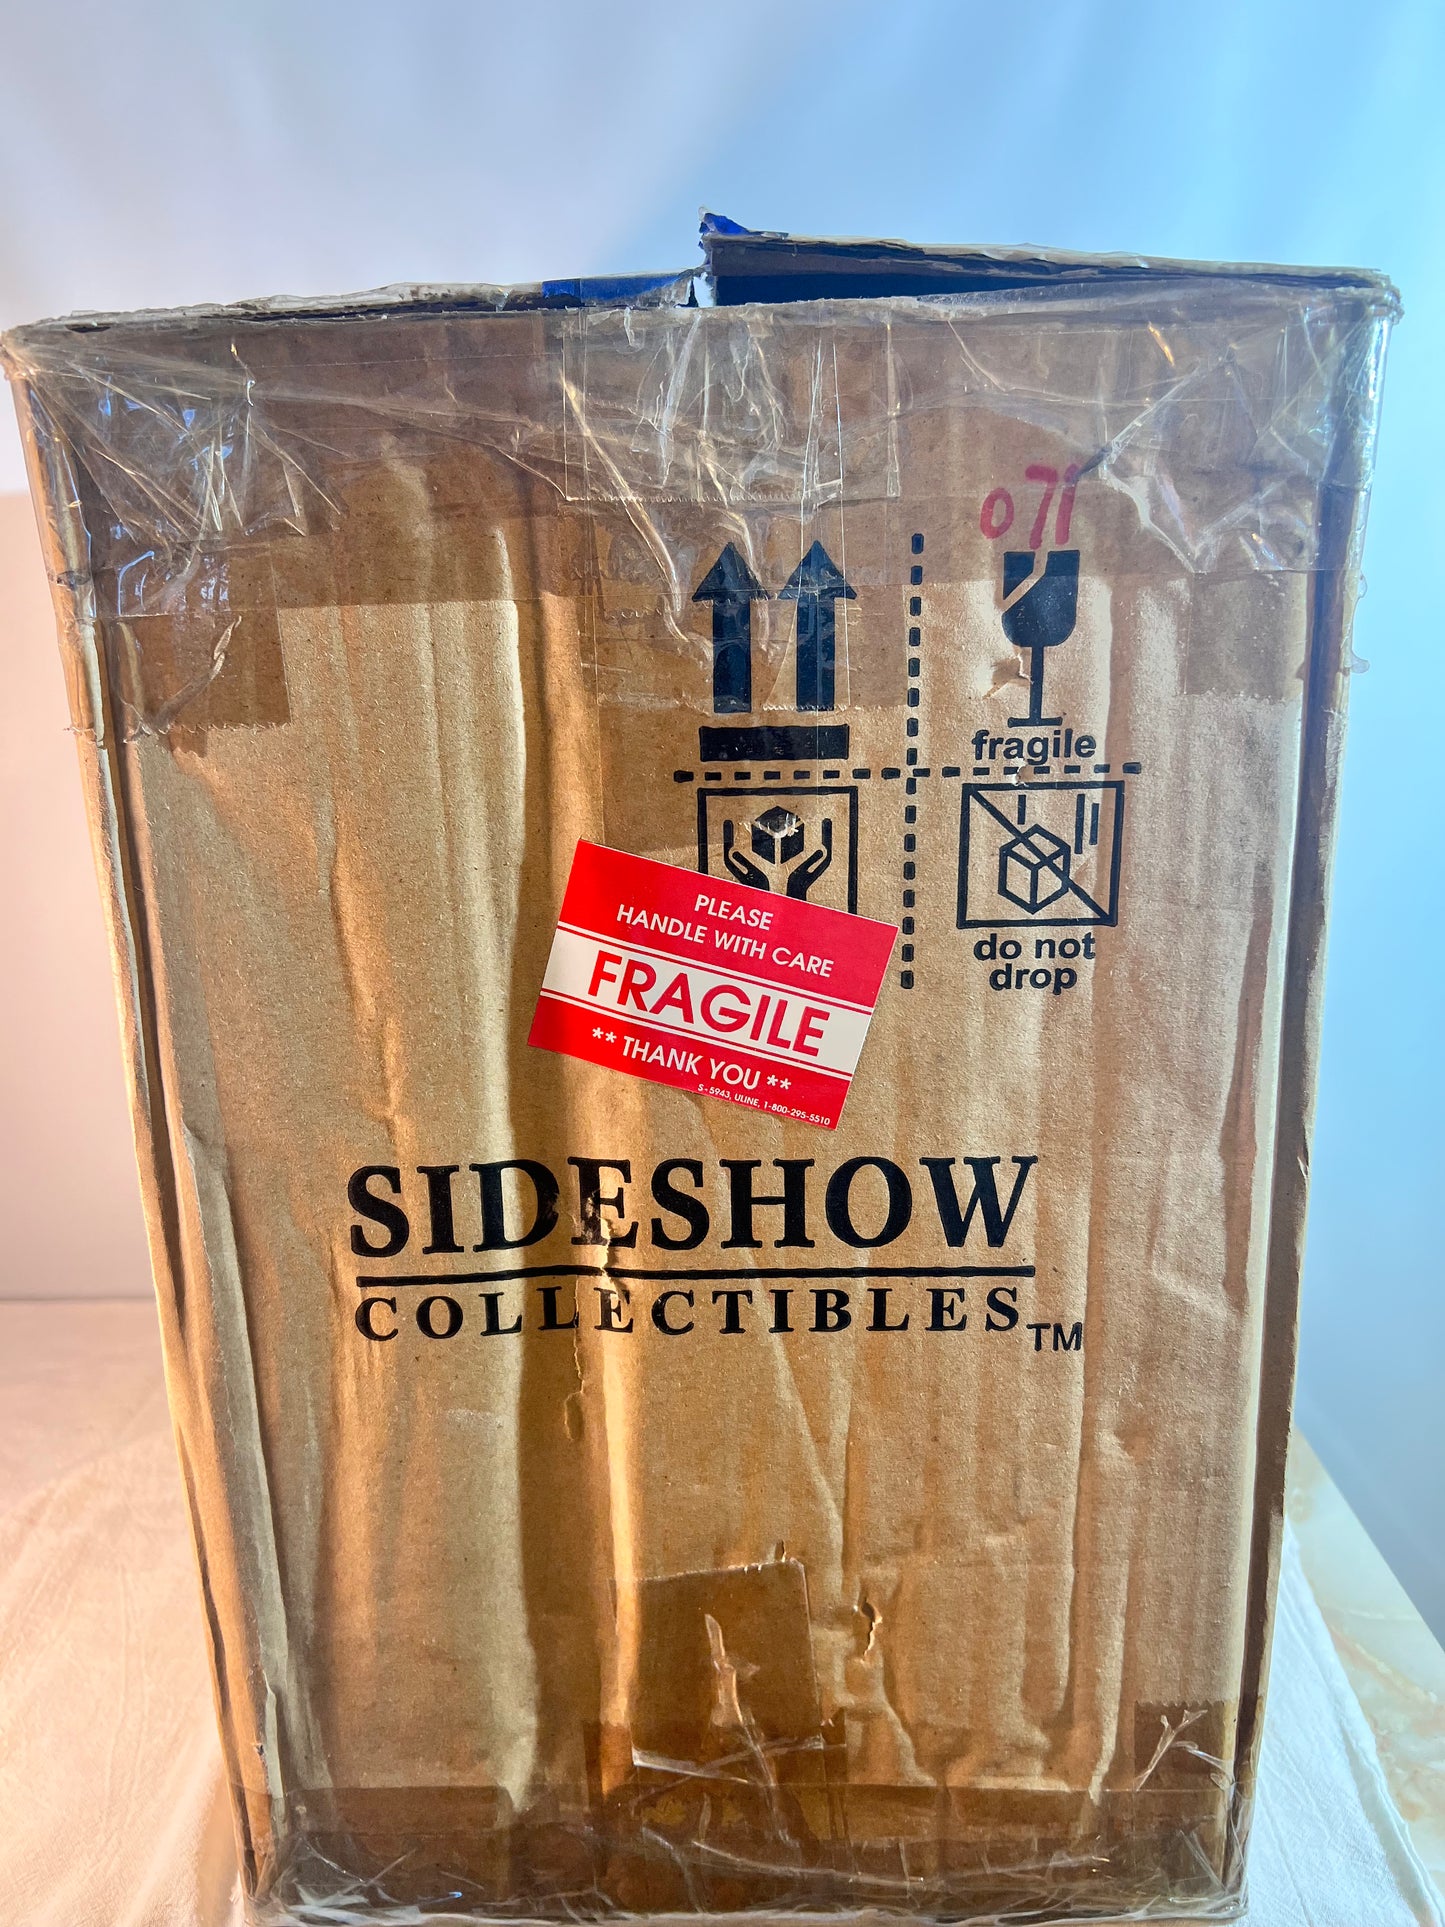 071
fragile
do not
drop
PLEASE
HANDLE WITH CARE
FRAGILE
** THANK YOU **
S-5943, ULINE, 1-800-295-5510
SIDESHOW
COLLECTIBLES TM